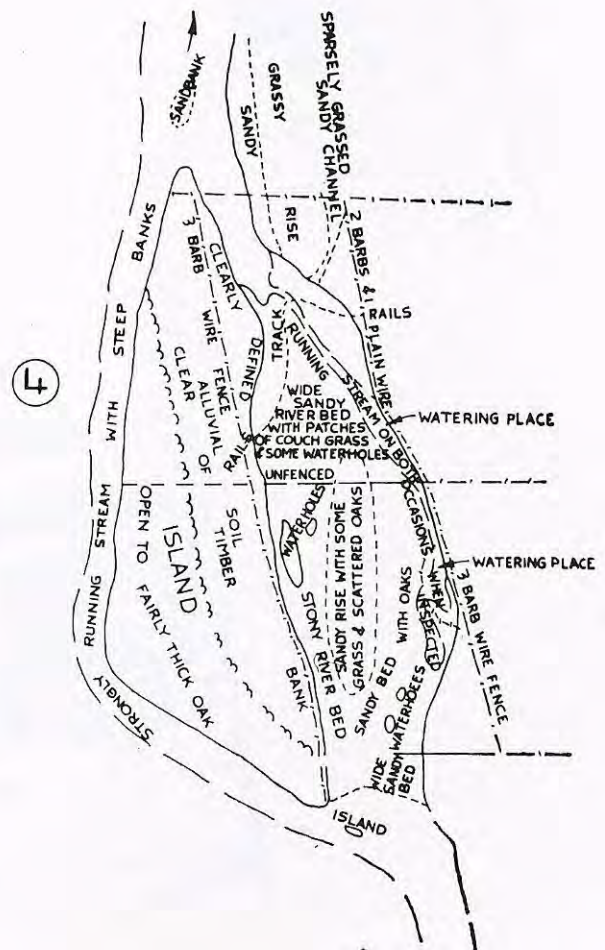 SANDBANK
SPARSELY GRASSED
SANDY CHANNEL
GRASSY
SANDY
RISE
2 BARBS & 1 PLAIN WIRE
RAILS
STRONGLY RUNNING STREAM WITH STEEP BANKS
3 BARB WIRE FENCE
CLEARLY DEFINED BANK
ALLUVIAL SOIL
CLEAR OF TIMBER
TRACK
RUNNING STREAM ON BOTH OCCASIONS WHEN INSPECTED
WIDE
SANDY
RIVER BED
WITH PATCHES
OF COUCH GRASS
& SOME WATERHOLES
RAILS
UNFENCED
WATERING PLACE
4
ISLAND
OPEN TO FAIRLY THICK OAK
WATERHOLES
STONY RIVER BED
SANDY RISE WITH SOME
GRASS & SCATTERED OAKS
SANDY BED WITH OAKS
WATERING PLACE
3 BARB WIRE FENCE
WIDE
SANDY
BED
WATERHOLES
ISLAND